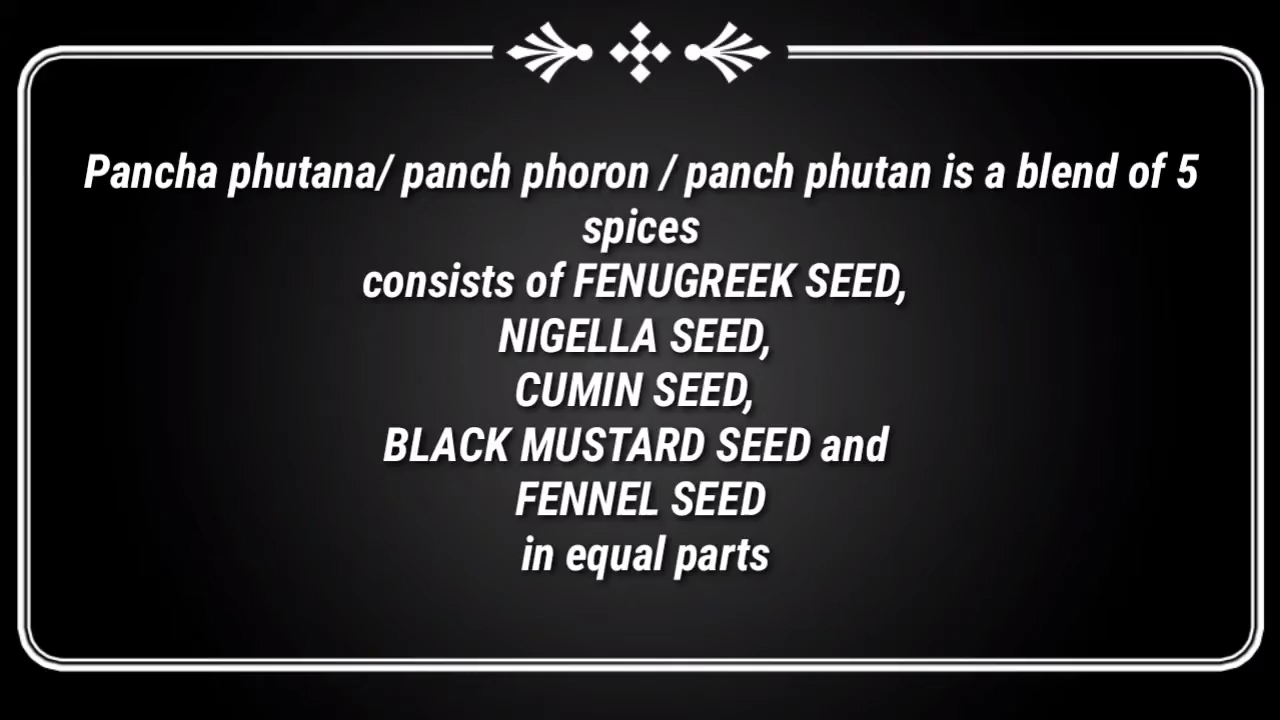 Pancha phutana/ panch phoron / panch phutan is a blend of 5
spices
consists of FENUGREEK SEED,
NIGELLA SEED,
CUMIN SEED,
BLACK MUSTARD SEED and
FENNEL SEED
in equal parts